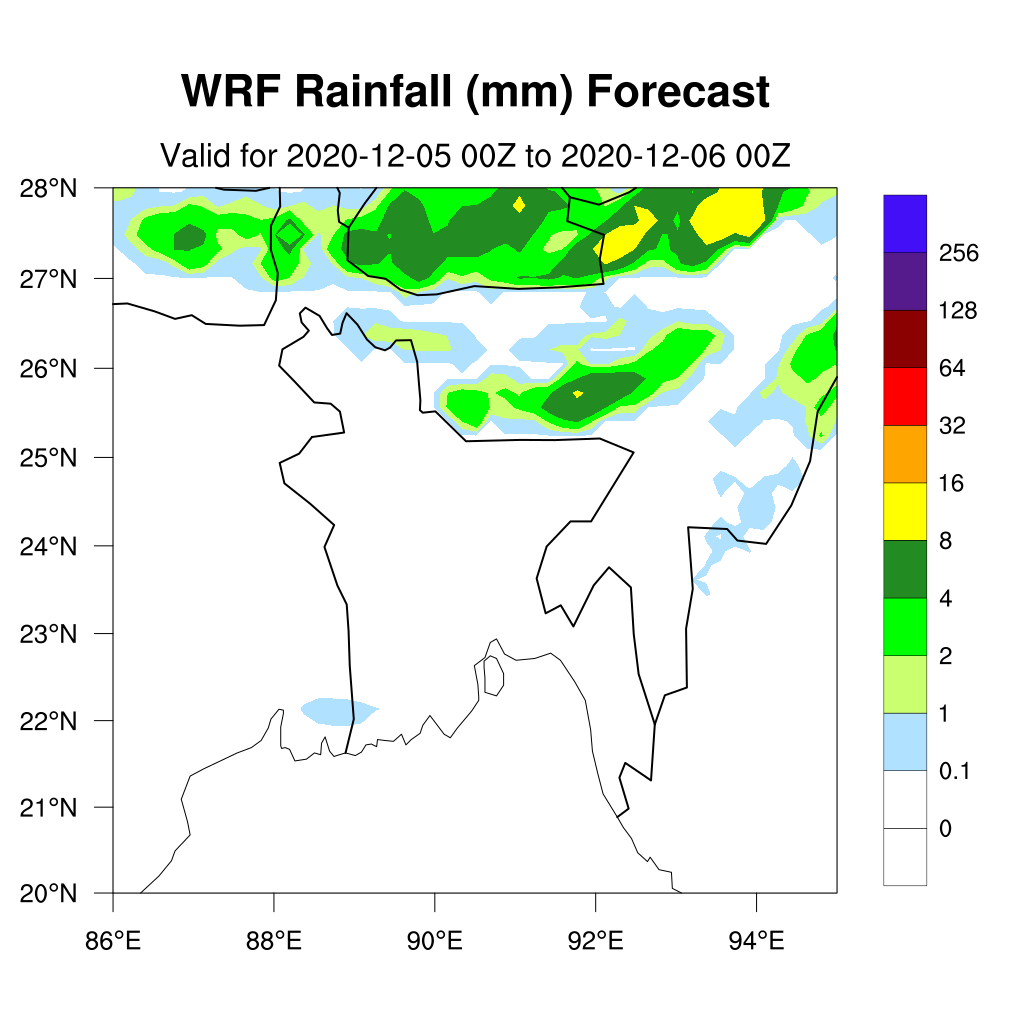 WRF Rainfall (mm) Forecast
Valid for 2020-12-05 00Z to 2020-12-06 00Z
28°N
27°N
26°N
25°N
24°N
23°N
22°N
21°N
20°N
86°E 88°E 90°E 92°E 94°E
256
128
64
32
16
8
4
2
1
0.1
0